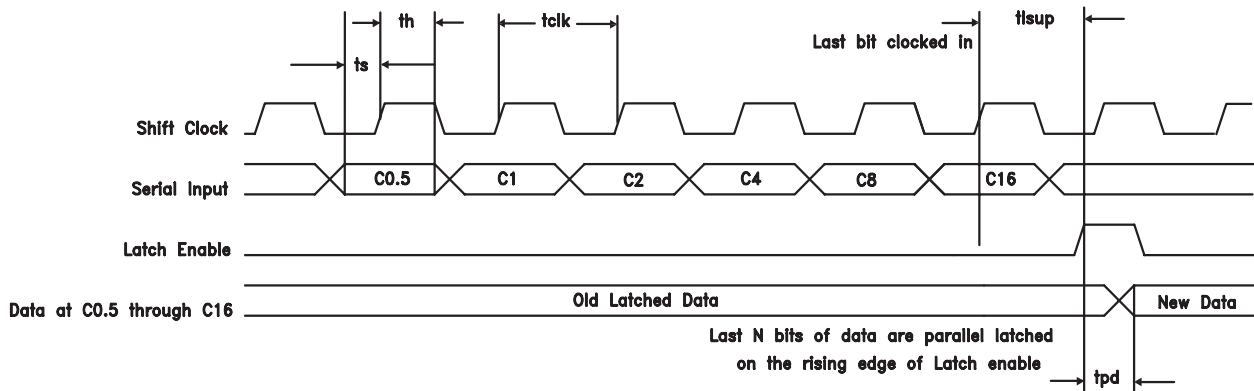 th
tclk
tlsup
Last bit clocked in
ts
Shift Clock
Serial Input
C0.5
C1
C2
C4
C8
C16
Latch Enable
Data at C0.5 through C16
Old Latched Data
New Data
Last N bits of data are parallel latched
on the rising edge of Latch enable
tpd